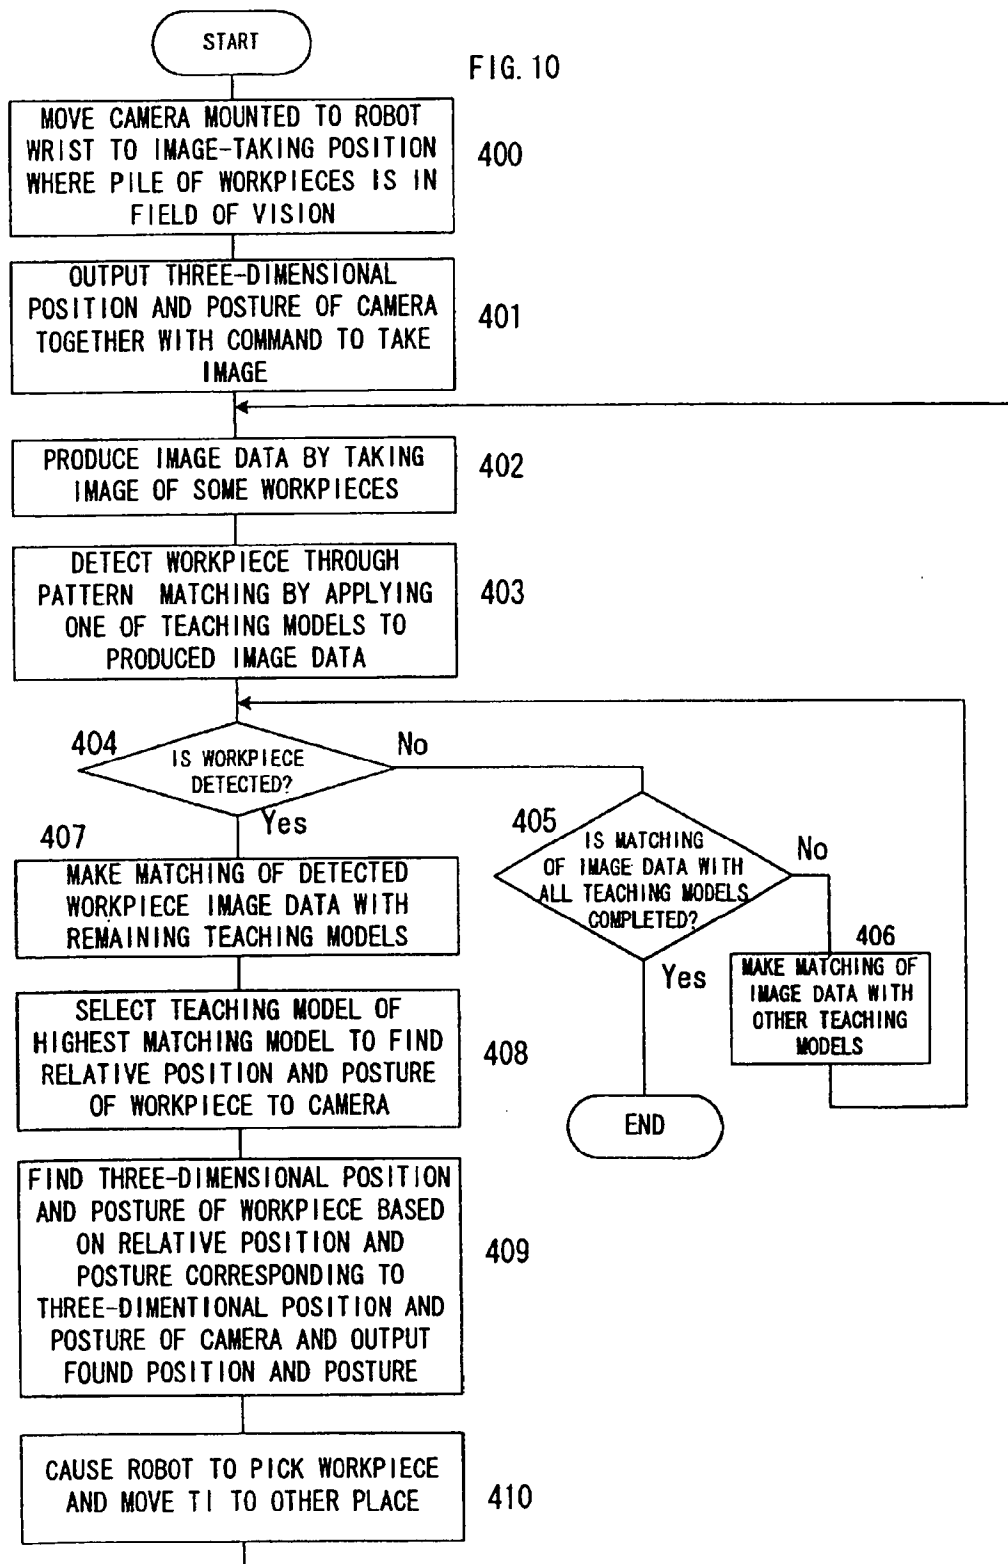 START
FIG. 10
MOVE CAMERA MOUNTED TO ROBOT
WRIST TO IMAGE-TAKING POSITION
WHERE PILE OF WORKPIECES IS IN
FIELD OF VISION
400
OUTPUT THREE-DIMENSIONAL
POSITION AND POSTURE OF CAMERA
TOGETHER WITH COMMAND TO TAKE
IMAGE
401
PRODUCE IMAGE DATA BY TAKING
IMAGE OF SOME WORKPIECES
402
DETECT WORKPIECE THROUGH
PATTERN MATCHING BY APPLYING
ONE OF TEACHING MODELS TO
PRODUCED IMAGE DATA
403
404
IS WORKPIECE
DETECTED?
No
Yes
405
IS MATCHING
OF IMAGE DATA WITH
ALL TEACHING MODELS
COMPLETED?
No
Yes
406
MAKE MATCHING OF
IMAGE DATA WITH
OTHER TEACHING
MODELS
END
407
MAKE MATCHING OF DETECTED
WORKPIECE IMAGE DATA WITH
REMAINING TEACHING MODELS
SELECT TEACHING MODEL OF
HIGHEST MATCHING MODEL TO FIND
RELATIVE POSITION AND POSTURE
OF WORKPIECE TO CAMERA
408
FIND THREE-DIMENSIONAL POSITION
AND POSTURE OF WORKPIECE BASED
ON RELATIVE POSITION AND
POSTURE CORRESPONDING TO
THREE-DIMENTIONAL POSITION AND
POSTURE OF CAMERA AND OUTPUT
FOUND POSITION AND POSTURE
409
CAUSE ROBOT TO PICK WORKPIECE
AND MOVE TI TO OTHER PLACE
410